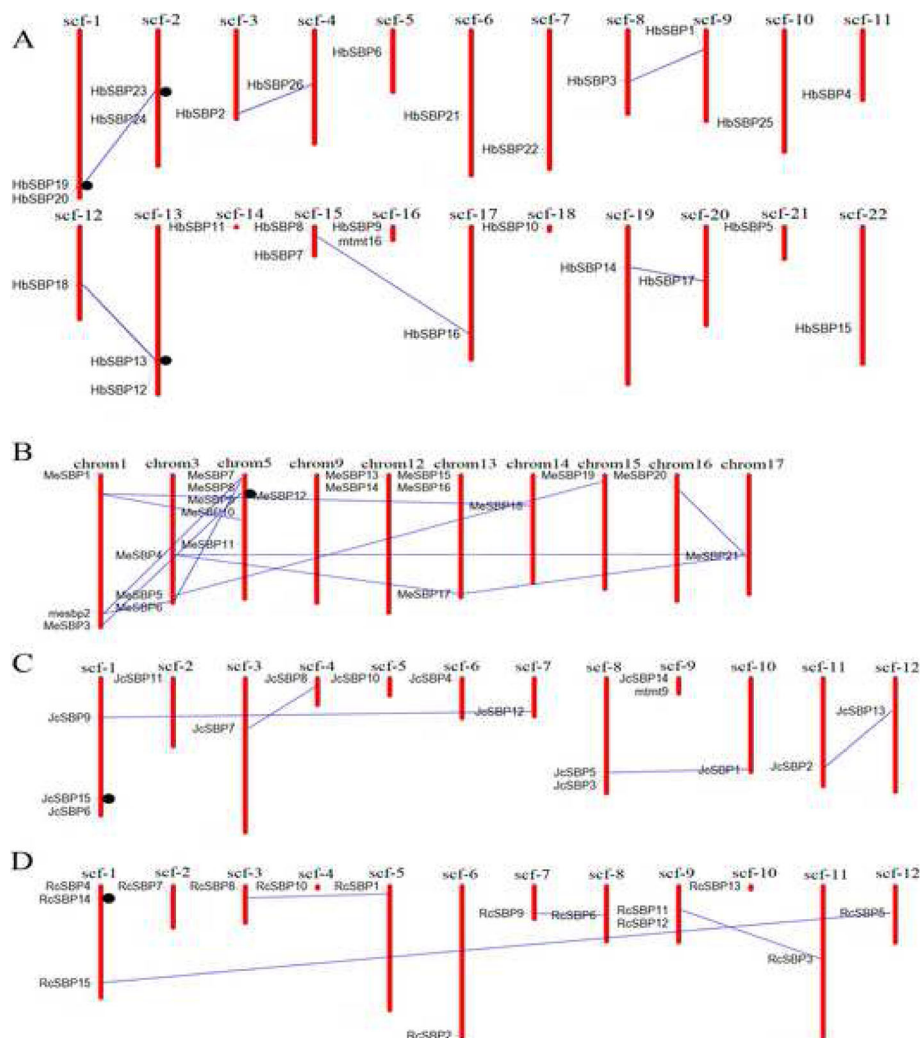 A
scf-1 scf-2 scf-3 scf-4 scf-5 scf-6 scf-7 scf-8 scf-9 scf-10 scf-11
HbSBP1
HbSBP6
HbSBP3
HbSBP26
HbSBP23
HbSBP4
HbSBP2
HbSBP21
HbSBP24
HbSBP25
HbSBP22
HbSBP19
HbSBP20
scf-12 scf-13 scf-14 scf-15 scf-16 scf-17 scf-18 scf-19 scf-20 scf-21 scf-22
HbSBP11 HbSBP8 HbSBP9 HbSBP10 HbSBP5
mtmt16
HbSBP7
HbSBP14
HbSBP17
HbSBP18
HbSBP15
HbSBP16
HbSBP13
HbSBP12
B
chrom1 chrom3 chrom5 chrom9 chrom12 chrom13 chrom14 chrom15 chrom16 chrom17
MeSBP1 MeSBP7 MeSBP13 MeSBP15 MeSBP19 MeSBP20
MeSBP8 MeSBP14 MeSBP16
MeSBP9 MeSBP12
MeSBP18
MeSBP10
MeSBP11
MeSBP4 MeSBP21
MeSBP5 MeSBP17
MeSBP6
mesbp2
MeSBP3
C
scf-1 scf-2 scf-3 scf-4 scf-5 scf-6 scf-7 scf-8 scf-9 scf-10 scf-11 scf-12
JcSBP11 JcSBP8 JcSBP10 JcSBP4 JcSBP14
mtmt9
JcSBP12 JcSBP13
JcSBP9
JcSBP7
JcSBP2
JcSBP5 JcSBP1
JcSBP3
JcSBP15
JcSBP6
D
scf-1 scf-2 scf-3 scf-4 scf-5 scf-6 scf-7 scf-8 scf-9 scf-10 scf-11 scf-12
RcSBP4 RcSBP7 RcSBP8 RcSBP10 RcSBP1 RcSBP13
RcSBP14
RcSBP9 RcSBP6 RcSBP11 RcSBP5
RcSBP12
RcSBP3
RcSBP15
RcSBP2